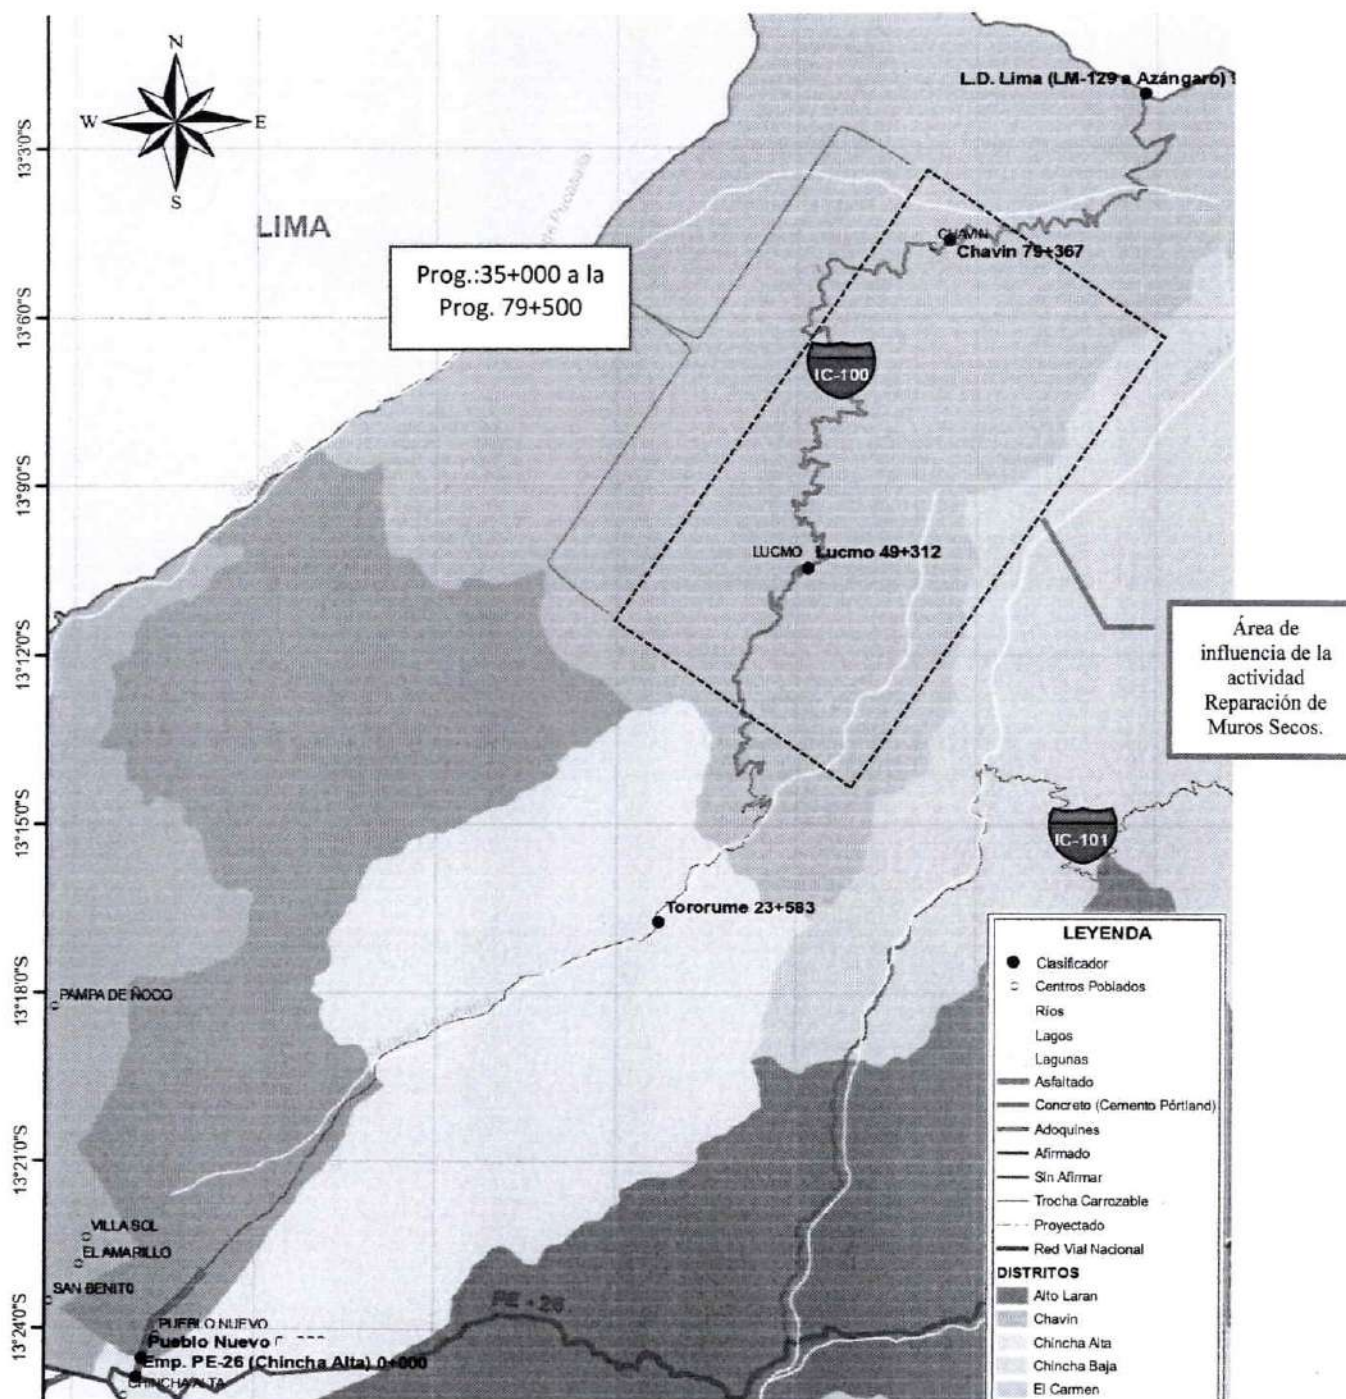 N
W
E
S
LIMA
L.D. Lima (LM-129 a Azángaro)
13°3'0"S
13°6'0"S
13°9'0"S
13°12'0"S
13°15'0"S
13°18'0"S
13°21'0"S
13°24'0"S
Prog.:35+000 a la
Prog. 79+500
CHAVIN
Chavin 79+367
IC-100
LUCMO
Lucmo 49+312
Área de
influencia de la
actividad
Reparación de
Muros Secos.
IC-101
Tororume 23+583
PAMPA DE ÑOCO
VILLA SOL
EL AMARILLO
SAN BENITO
PUEBLO NUEVO
Pueblo Nuevo
Emp. PE-26 (Chincha Alta) 0+000
CHINCHA ALTA
PE - 26
LEYENDA
Clasificador
Centros Poblados
Ríos
Lagos
Lagunas
Asfaltado
Concreto (Cemento Pórtland)
Adoquines
Afirmado
Sin Afirmar
Trocha Carrozable
Proyectado
Red Vial Nacional
DISTRITOS
Alto Laran
Chavin
Chincha Alta
Chincha Baja
El Carmen